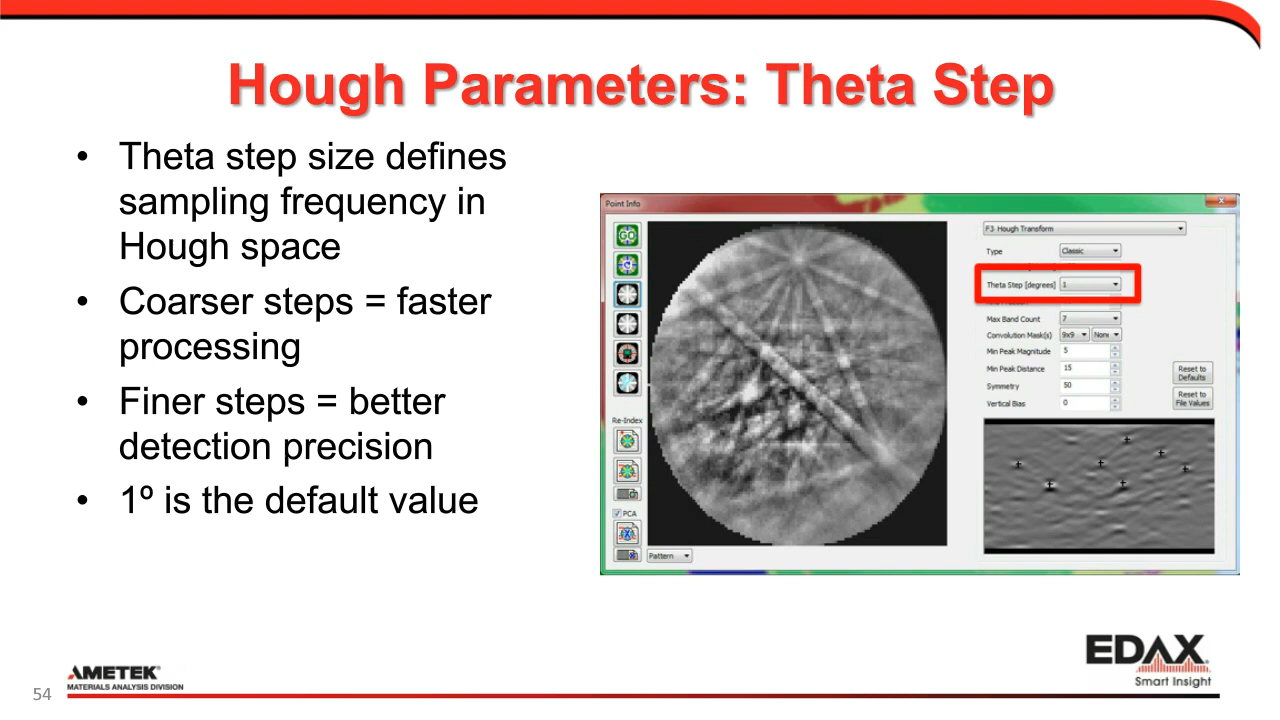 Hough Parameters: Theta Step
• Theta step size defines
sampling frequency in
Hough space
• Coarser steps = faster
processing
• Finer steps = better
detection precision
• 1º is the default value
Point Info
GO
Re-Index
PCA
Pattern
F3 Hough Transform
Type Classic
Theta Step [degrees] 1
Max Band Count 7
Convolution Mask(s) 9x9
Min Peak Magnitude 5
Min Peak Distance 15
Symmetry 50
Vertical Bias 0
Reset to
Defaults
Reset to
File Values
54
AMETEK®
MATERIALS ANALYSIS DIVISION
EDAX
Smart Insight